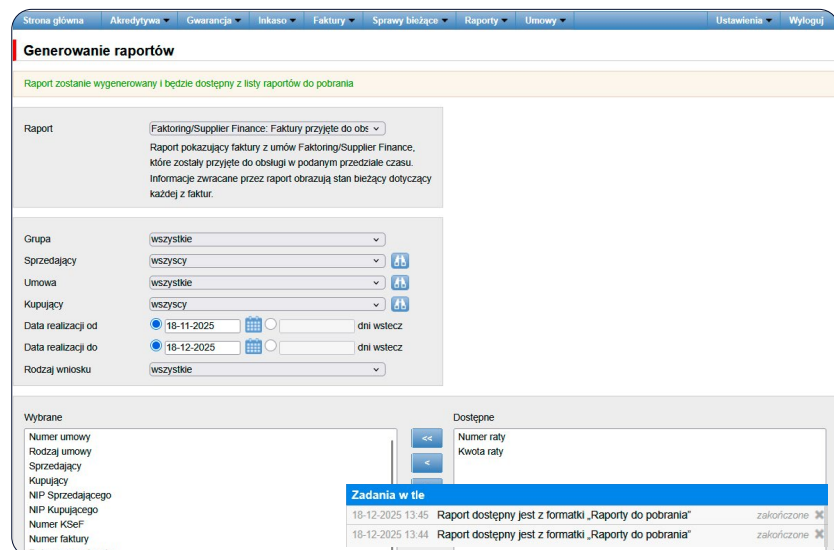 Strona główna Akredytywa Gwarancja Inkaso Faktury Sprawy bieżące Raporty Umowy Ustawienia Wyloguj
Generowanie raportów
Raport zostanie wygenerowany i będzie dostępny z listy raportów do pobrania
Raport Faktoring/Supplier Finance: Faktury przyjęte do obs
Raport pokazujący faktury z umów Faktoring/Supplier Finance,
które zostały przyjęte do obsługi w podanym przedziale czasu.
Informacje zwracane przez raport obrazują stan bieżący dotyczący
każdej z faktur.
Grupa wszystkie
Sprzedający wszyscy
Umowa wszystkie
Kupujący wszyscy
Data realizacji od 18-11-2025 dni wstecz
Data realizacji do 18-12-2025 dni wstecz
Rodzaj wniosku wszystkie
Wybrane Dostępne
Numer umowy << Numer raty
Rodzaj umowy Kwota raty
Sprzedający <
Kupujący
NIP Sprzedającego
NIP Kupującego
Numer KSeF
Numer faktury
Zadania w tle
18-12-2025 13:45 Raport dostępny jest z formatki „Raporty do pobrania” zakończone
18-12-2025 13:44 Raport dostępny jest z formatki „Raporty do pobrania” zakończone